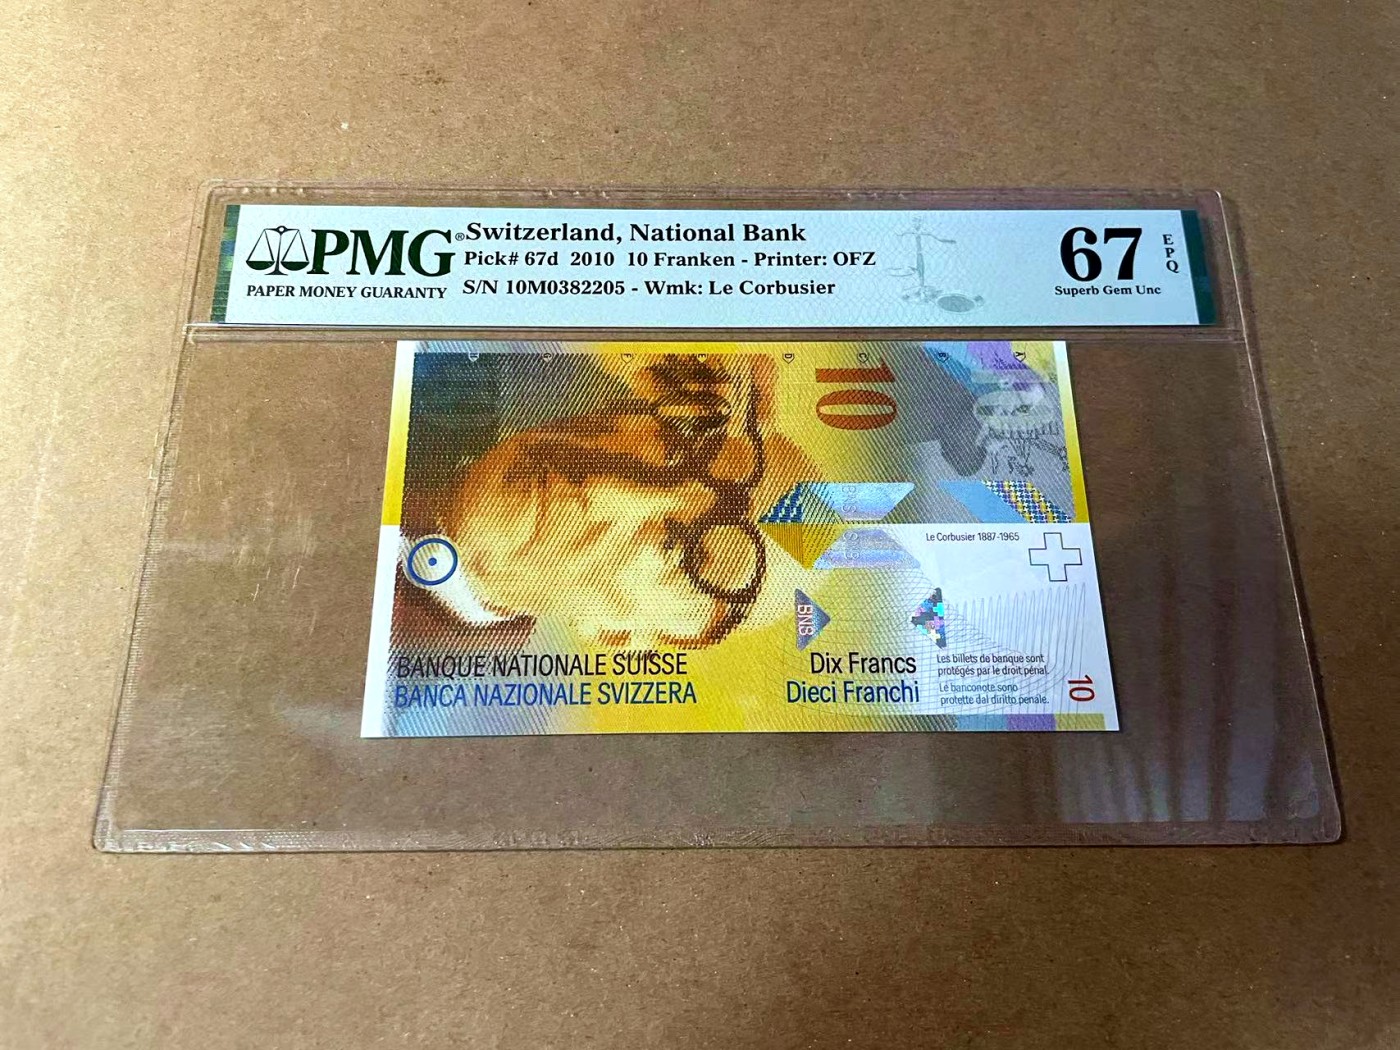 PMG®
PAPER MONEY GUARANTY
Switzerland, National Bank
Pick# 67d 2010 10 Franken - Printer: OFZ
S/N 10M0382205 - Wmk: Le Corbusier
67
EPQ
Superb Gem Unc
10
Le Corbusier 1887-1965
BNS
BANQUE NATIONALE SUISSE
BANCA NAZIONALE SVIZZERA
Dix Francs
Dieci Franchi
Les billets de banque sont
protégés par le droit pénal.
Le banconote sono
protette dal diritto penale.
10